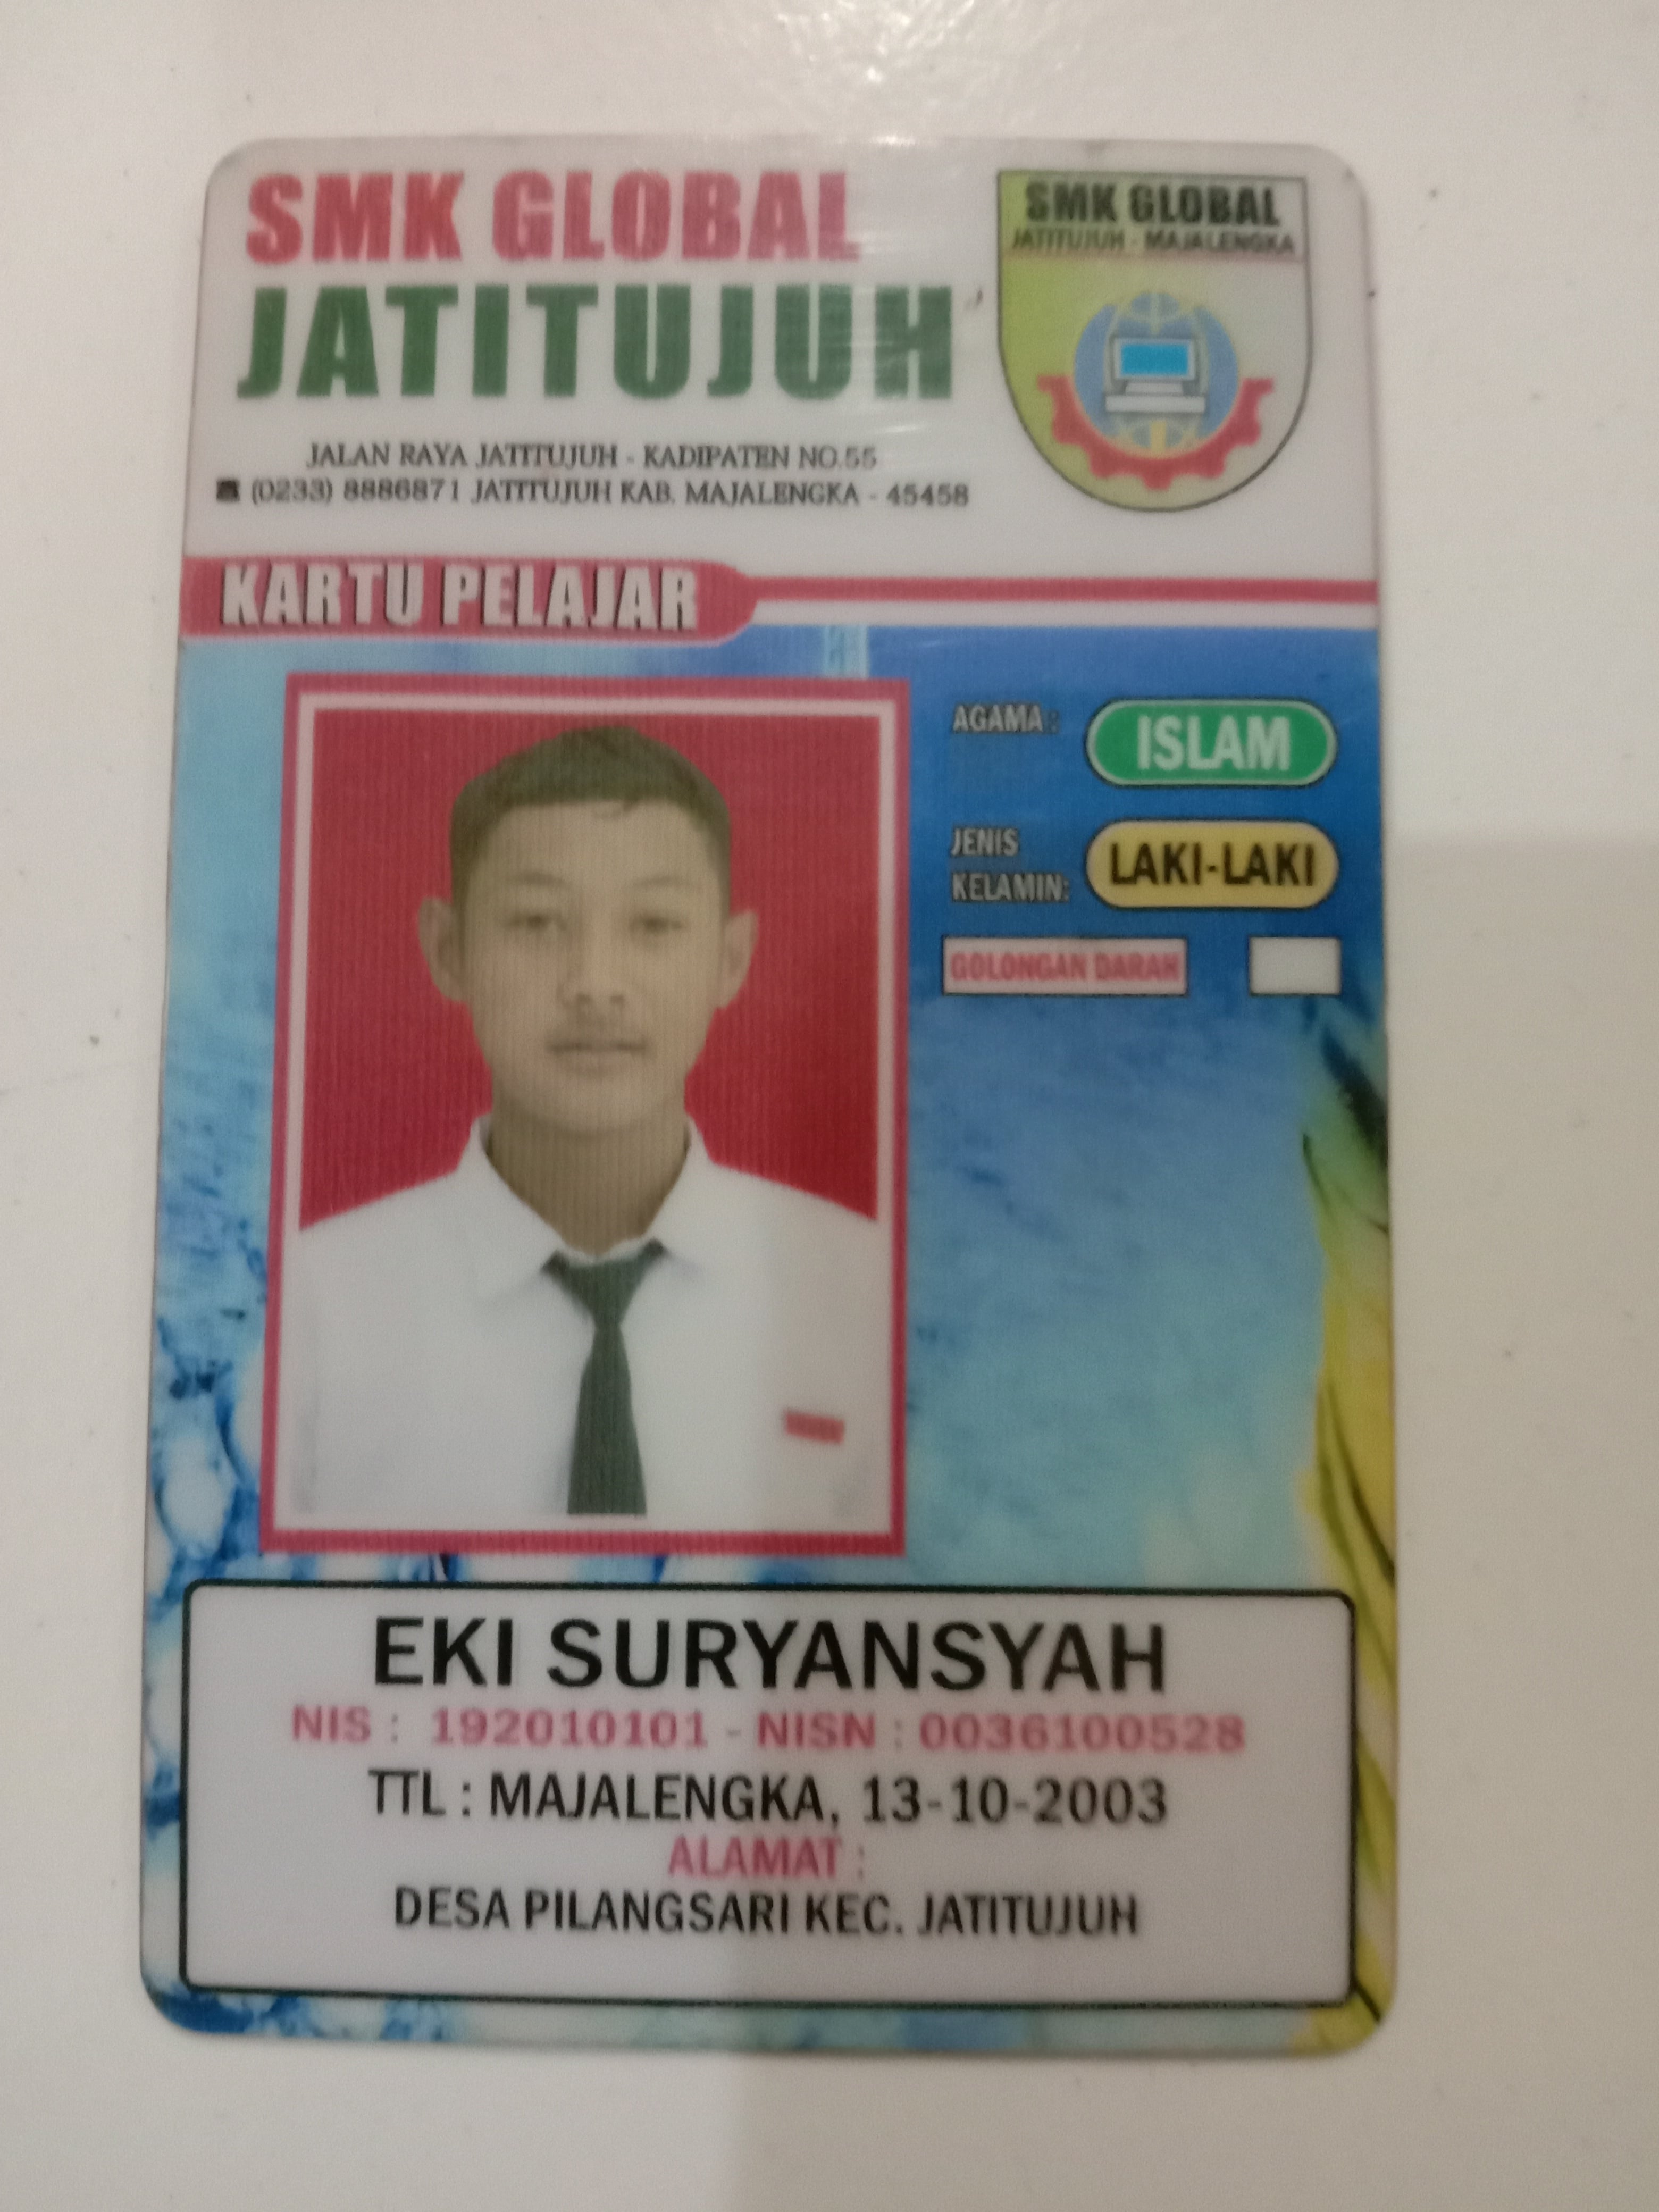 SMK GLOBAL
JATITUJUH
JALAN RAYA JATITUJUH - KADIPATEN NO.55
☎ (0233) 8886871 JATITUJUH KAB. MAJALENGKA - 45458
SMK GLOBAL
JATITUJUH - MAJALENGKA
KARTU PELAJAR
AGAMA : ISLAM
JENIS
KELAMIN: LAKI-LAKI
GOLONGAN DARAH
EKI SURYANSYAH
NIS : 192010101 - NISN : 0036100528
TTL : MAJALENGKA, 13-10-2003
ALAMAT :
DESA PILANGSARI KEC. JATITUJUH